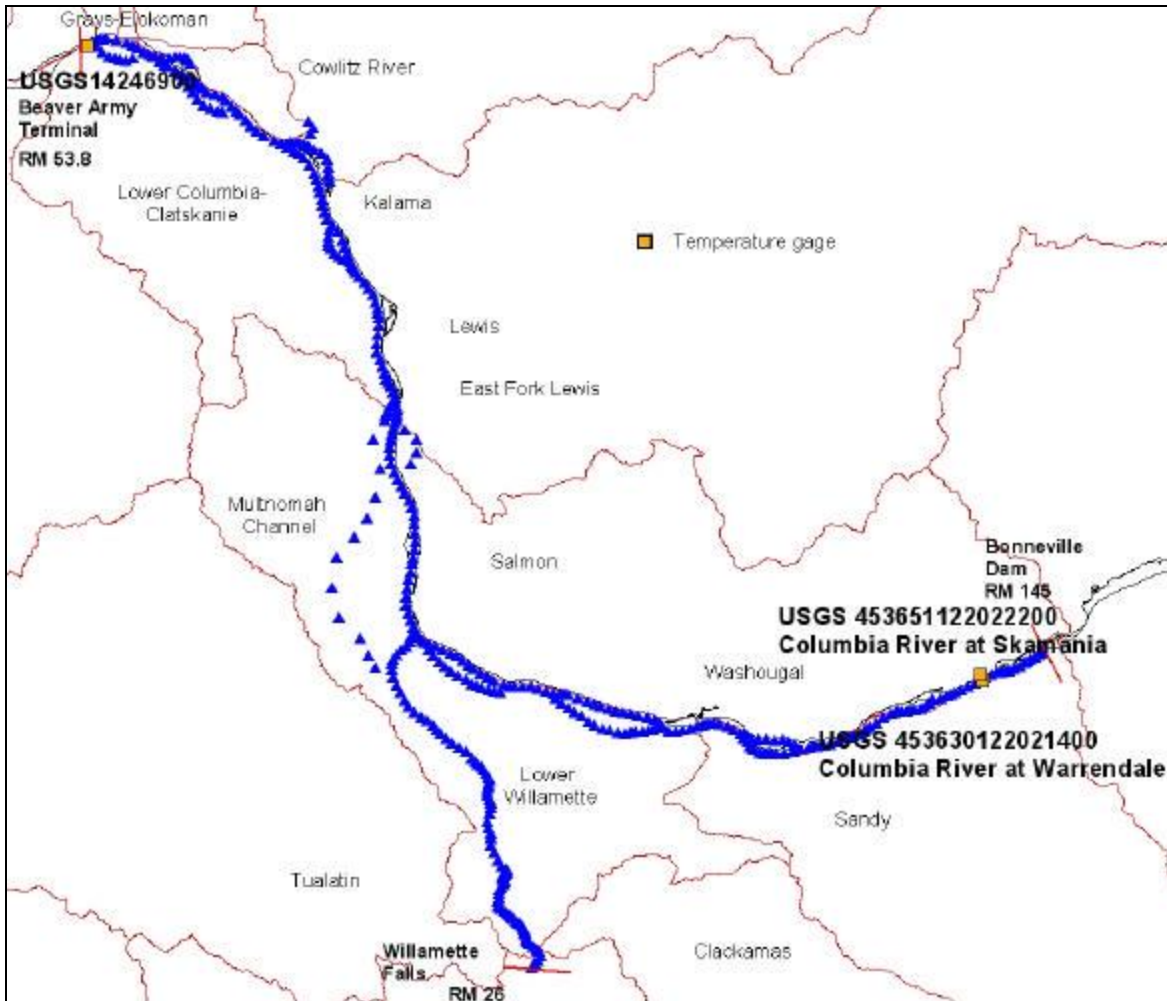 Grays-Elokoman
Cowlitz River
USGS14246900
Beaver Army
Terminal
RM 53.8
Lower Columbia-
Clatskanie
Kalama
Temperature gage
Lewis
East Fork Lewis
Multnomah
Channel
Salmon
Bonneville
Dam
RM 145
USGS 453651122022200
Columbia River at Skamania
Washougal
USGS 453630122021400
Columbia River at Warrendale
Lower
Willamette
Sandy
Tualatin
Willamette
Falls
RM 26
Clackamas